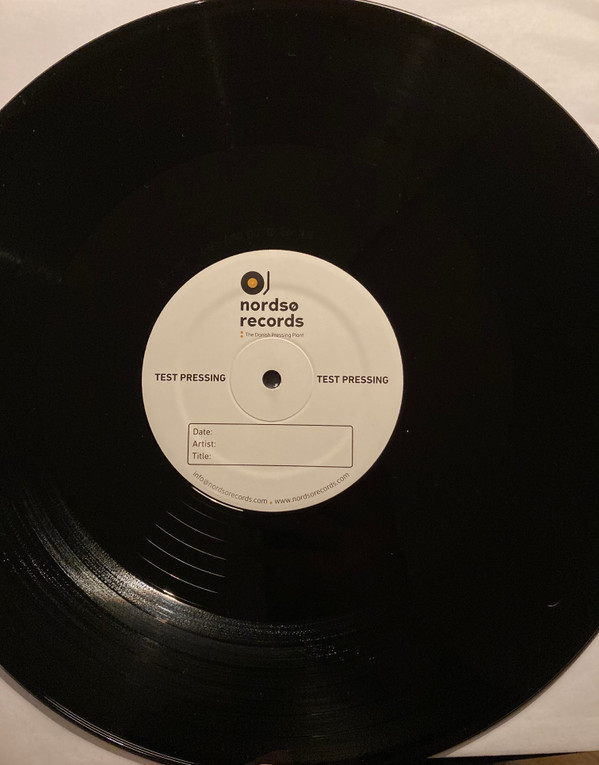 nordsø
records
The Danish Pressing Plant
TEST PRESSING TEST PRESSING
Date:
Artist:
Title:
info@nordsorecords.com • www.nordsorecords.com